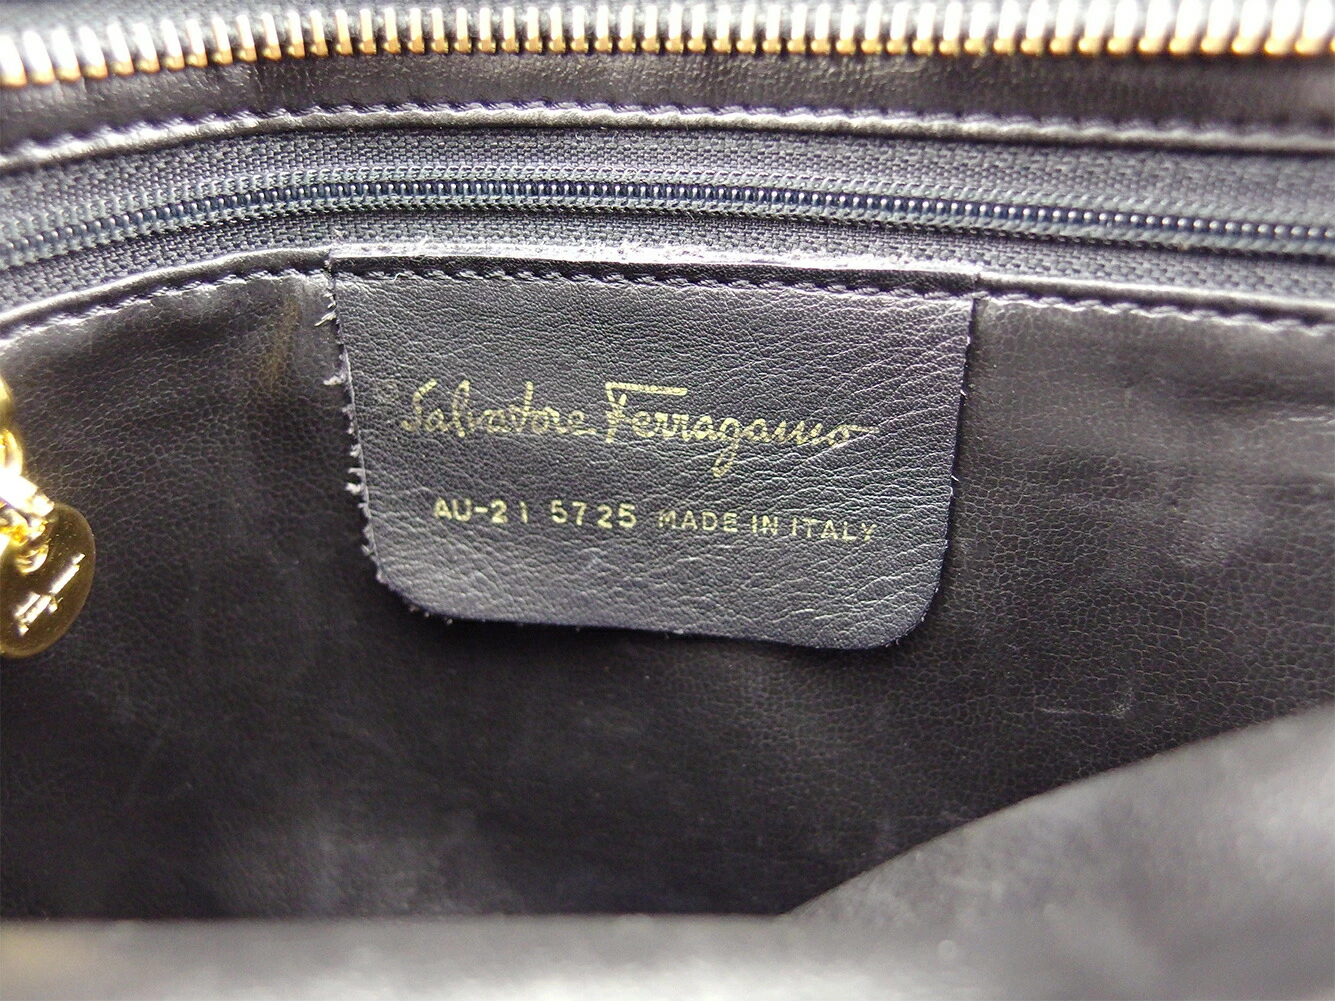 Salvatore Ferragamo
AU-21 5725 MADE IN ITALY